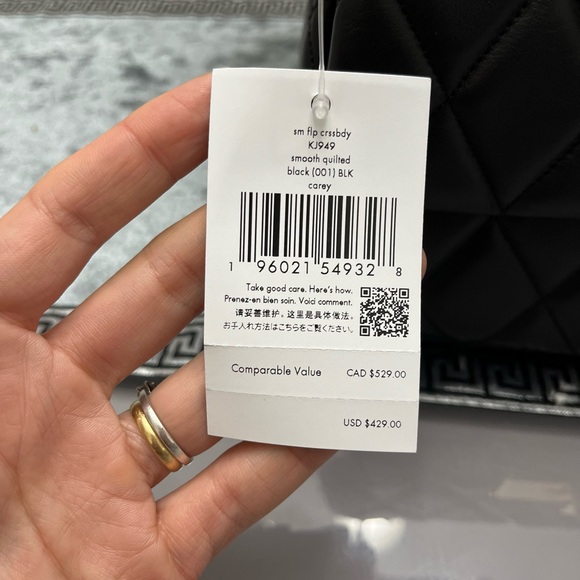 sm flp crssbdy
KJ949
smooth quilted
black (001) BLK
carey
1 96021 54932 8
Take good care. Here's how.
Prenez-en bien soin. Voici comment.
请妥善维护。这里是具体做法。
お手入れ方法はこちらをご覧ください。
Comparable Value CAD $529.00
USD $429.00